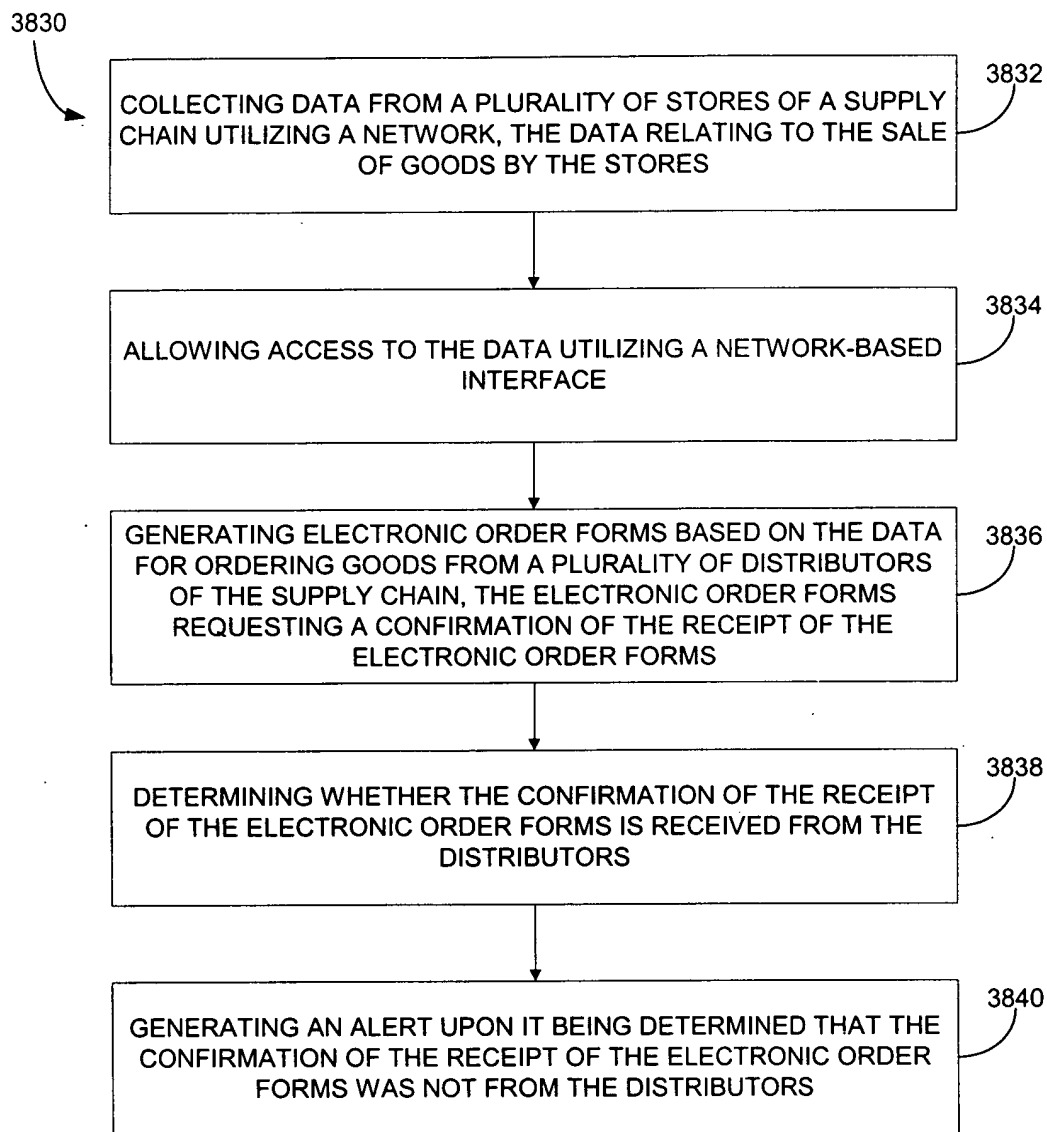 3830
3832
COLLECTING DATA FROM A PLURALITY OF STORES OF A SUPPLY
CHAIN UTILIZING A NETWORK, THE DATA RELATING TO THE SALE
OF GOODS BY THE STORES
3834
ALLOWING ACCESS TO THE DATA UTILIZING A NETWORK-BASED
INTERFACE
3836
GENERATING ELECTRONIC ORDER FORMS BASED ON THE DATA
FOR ORDERING GOODS FROM A PLURALITY OF DISTRIBUTORS
OF THE SUPPLY CHAIN, THE ELECTRONIC ORDER FORMS
REQUESTING A CONFIRMATION OF THE RECEIPT OF THE
ELECTRONIC ORDER FORMS
3838
DETERMINING WHETHER THE CONFIRMATION OF THE RECEIPT
OF THE ELECTRONIC ORDER FORMS IS RECEIVED FROM THE
DISTRIBUTORS
3840
GENERATING AN ALERT UPON IT BEING DETERMINED THAT THE
CONFIRMATION OF THE RECEIPT OF THE ELECTRONIC ORDER
FORMS WAS NOT FROM THE DISTRIBUTORS